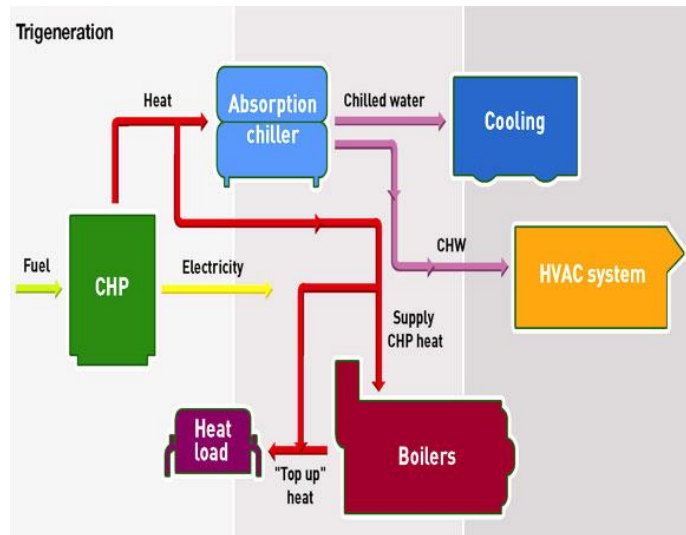 Trigeneration
Heat
Absorption
chiller
Chilled water
Cooling
Fuel
CHP
Electricity
CHW
HVAC system
Supply
CHP heat
Heat
load
"Top up"
heat
Boilers